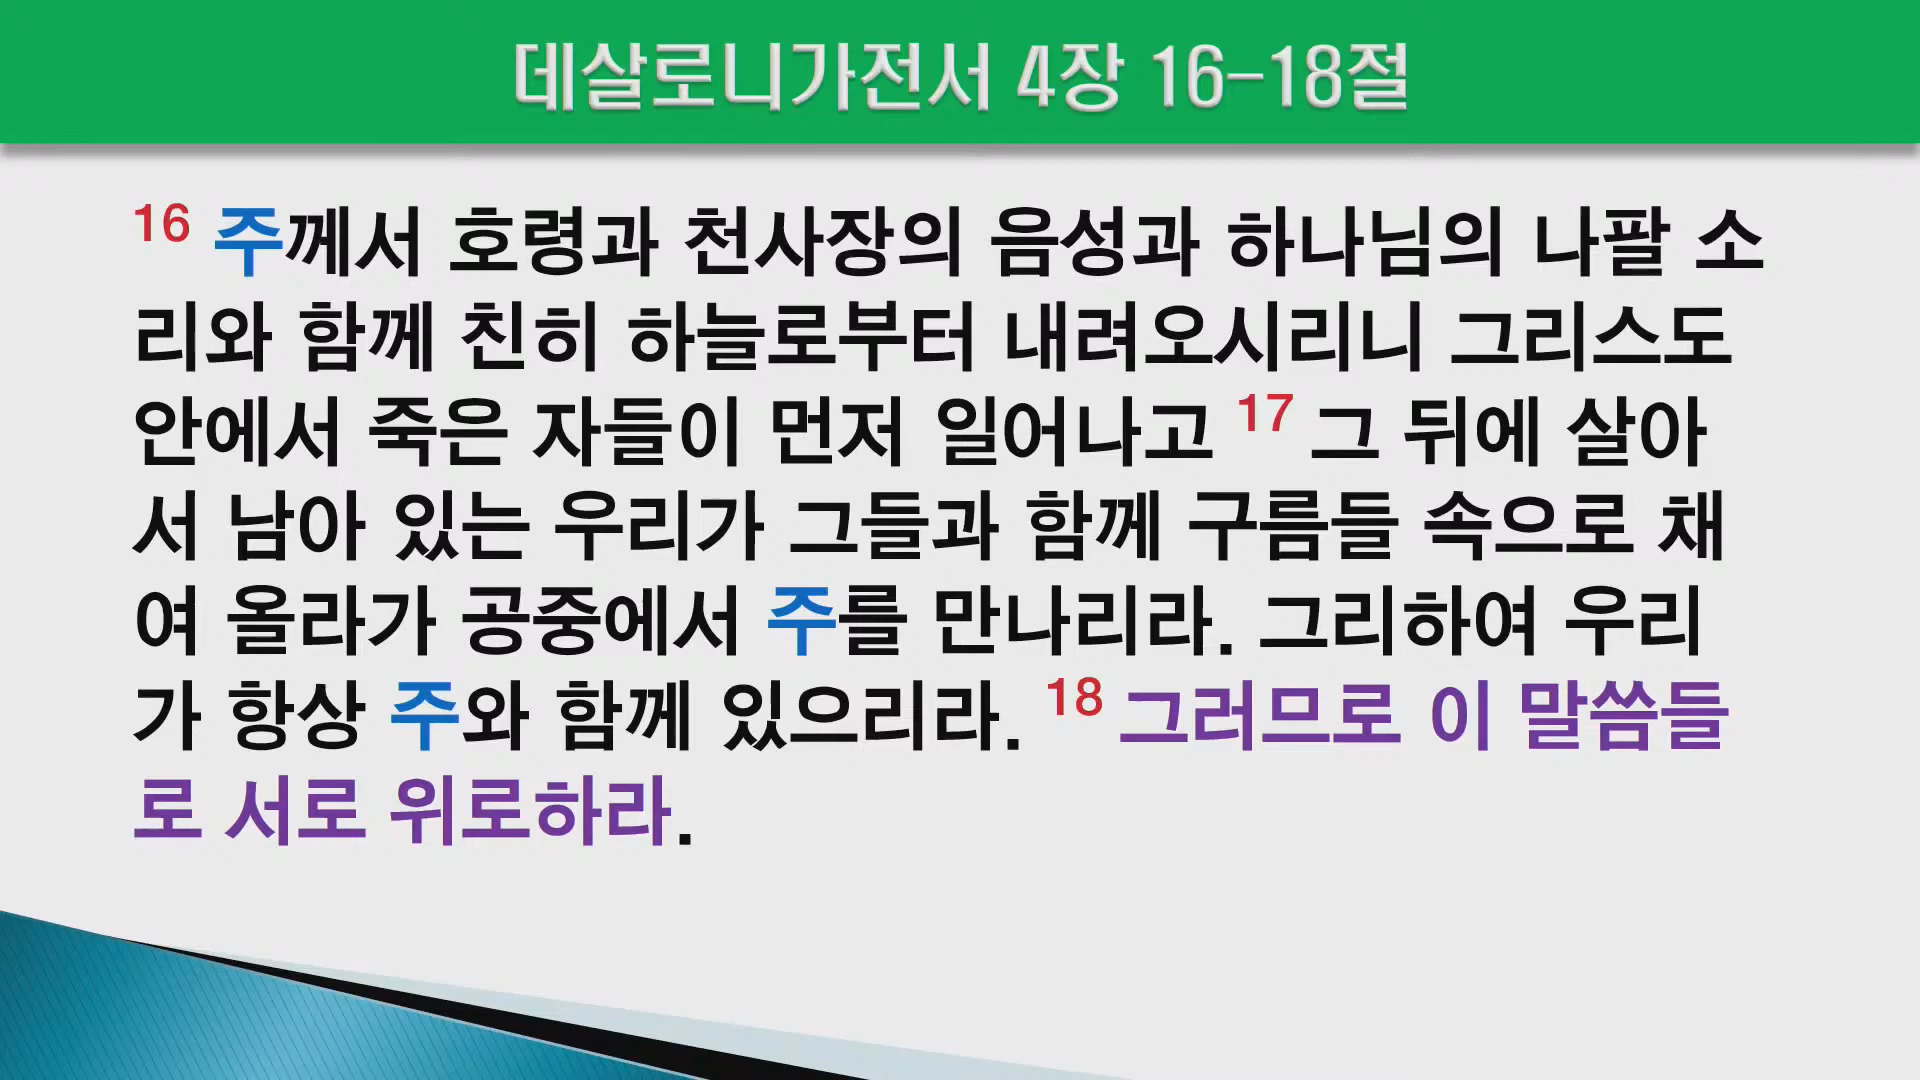 데살로니가전서 4장 16-18절
16 주께서 호령과 천사장의 음성과 하나님의 나팔 소
리와 함께 친히 하늘로부터 내려오시리니 그리스도
안에서 죽은 자들이 먼저 일어나고 17 그 뒤에 살아
서 남아 있는 우리가 그들과 함께 구름들 속으로 채
여 올라가 공중에서 주를 만나리라. 그리하여 우리
가 항상 주와 함께 있으리라. 18 그러므로 이 말씀들
로 서로 위로하라.